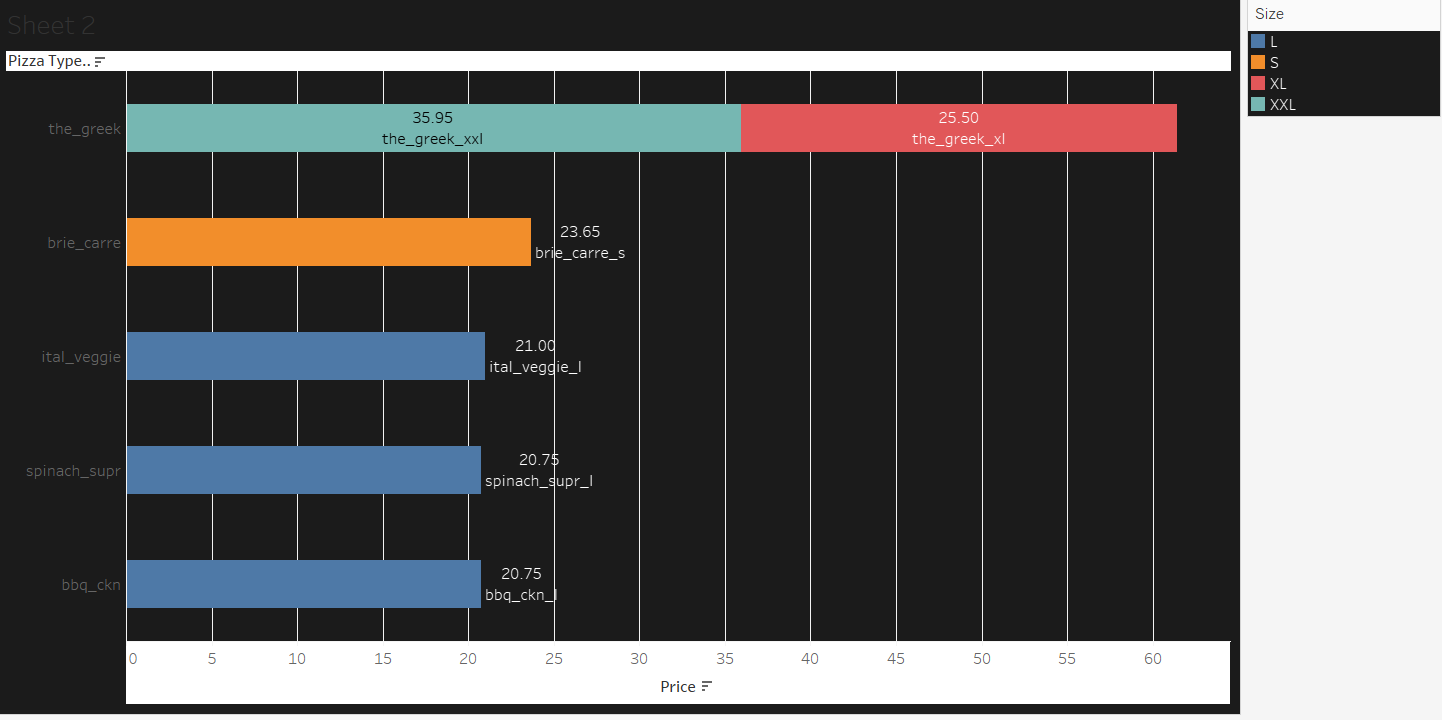 Sheet 2
Size
L
S
XL
XXL
Pizza Type..
the_greek
35.95
the_greek_xxl
25.50
the_greek_xl
brie_carre
23.65
brie_carre_s
ital_veggie
21.00
ital_veggie_l
spinach_supr
20.75
spinach_supr_l
bbq_ckn
20.75
bbq_ckn_l
0 5 10 15 20 25 30 35 40 45 50 55 60
Price